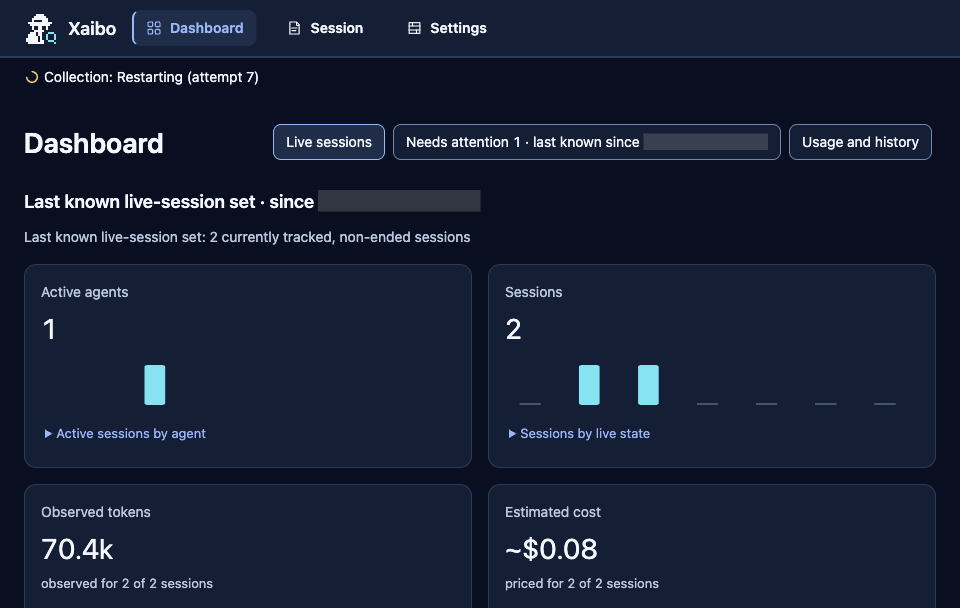 Xaibo
Dashboard
Session
Settings
Collection: Restarting (attempt 7)
Dashboard
Live sessions
Needs attention 1 · last known since
Usage and history
Last known live-session set · since
Last known live-session set: 2 currently tracked, non-ended sessions
Active agents
1
Active sessions by agent
Sessions
2
Sessions by live state
Observed tokens
70.4k
observed for 2 of 2 sessions
Estimated cost
~$0.08
priced for 2 of 2 sessions